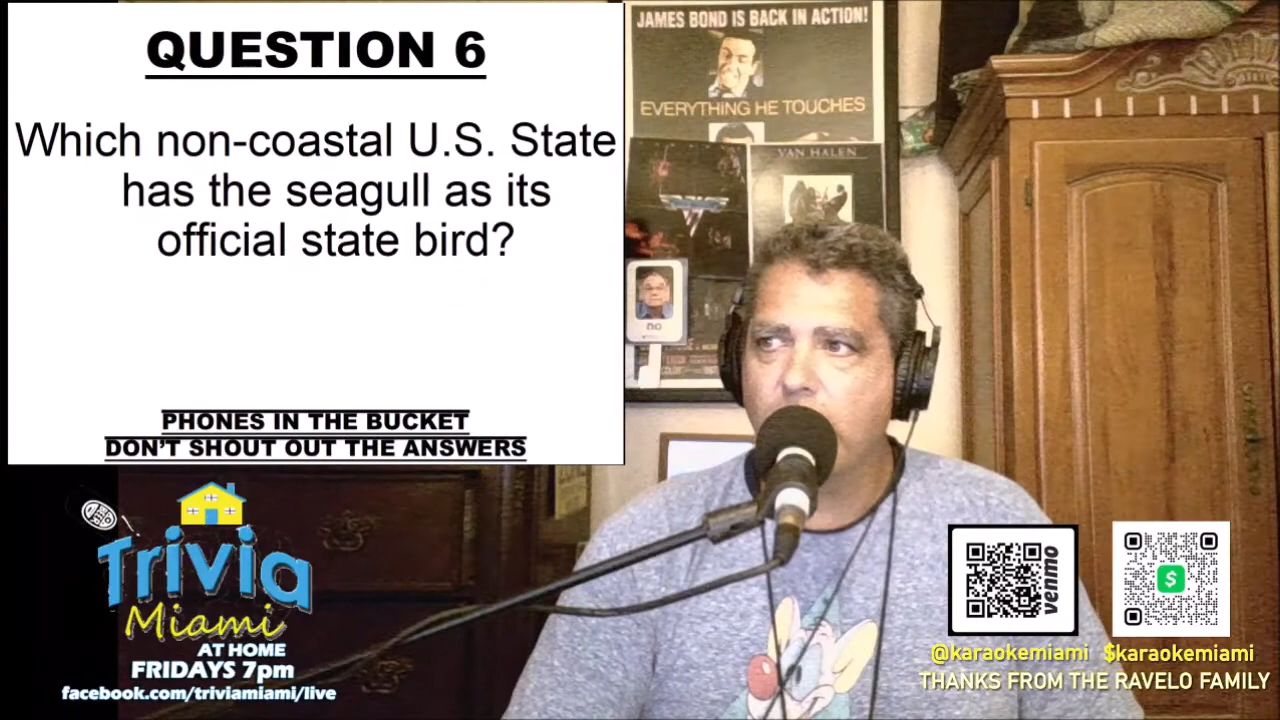 QUESTION 6
Which non-coastal U.S. State
has the seagull as its
official state bird?
PHONES IN THE BUCKET
DON'T SHOUT OUT THE ANSWERS
JAMES BOND IS BACK IN ACTION!
EVERYTHING HE TOUCHES
VAN HALEN
no
Trivia
Miami
AT HOME
FRIDAYS 7pm
facebook.com/triviamiami/live
venmo
$
@karaokemiami $karaokemiami
THANKS FROM THE RAVELO FAMILY